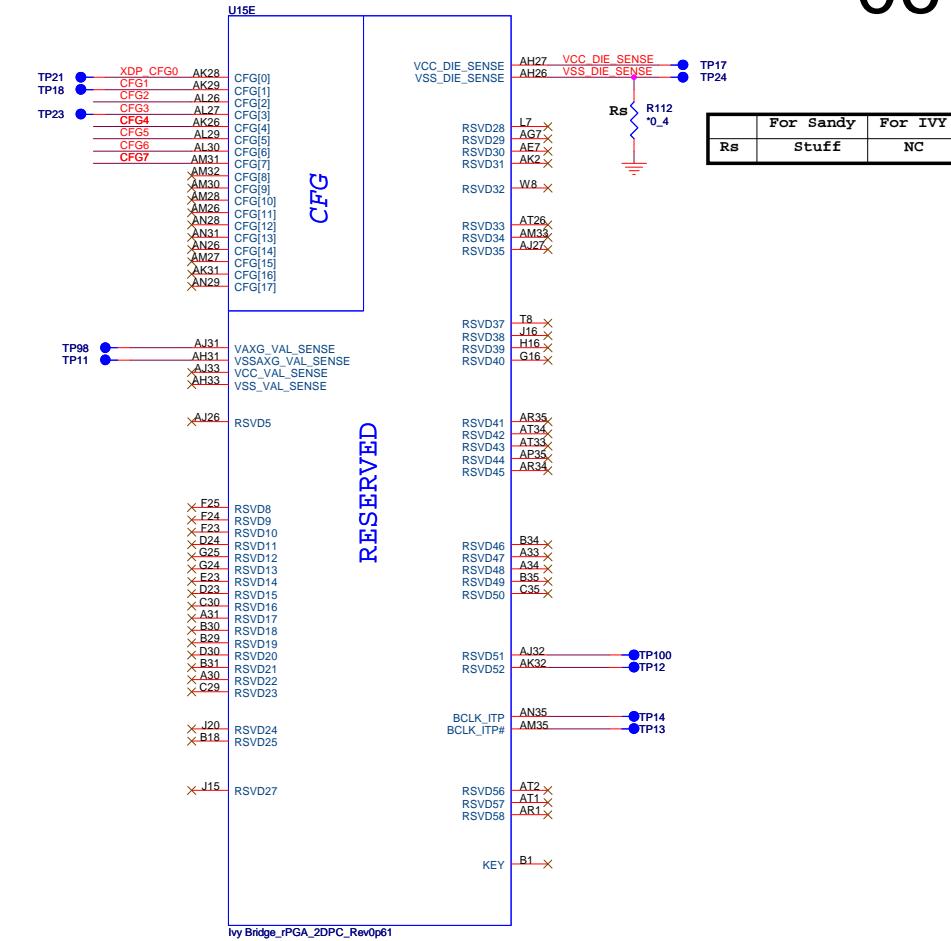 U15E
TP21 XDP_CFG0 AK28 CFG[0]
TP18 CFG1 AK29 CFG[1]
CFG2 AL26 CFG[2]
TP23 CFG3 AL27 CFG[3]
CFG4 AK26 CFG[4]
CFG5 AL29 CFG[5]
CFG6 AL30 CFG[6]
CFG7 AM31 CFG[7]
AM32 CFG[8]
AM30 CFG[9]
AM28 CFG[10]
AM26 CFG[11]
AN28 CFG[12]
AN31 CFG[13]
AN26 CFG[14]
AM27 CFG[15]
AK31 CFG[16]
AN29 CFG[17]
CFG
TP98 AJ31 VAXG_VAL_SENSE
TP11 AH31 VSSAXG_VAL_SENSE
AJ33 VCC_VAL_SENSE
AH33 VSS_VAL_SENSE
AJ26 RSVD5
RESERVED
F25 RSVD8
F24 RSVD9
F23 RSVD10
D24 RSVD11
G25 RSVD12
G24 RSVD13
E23 RSVD14
D23 RSVD15
C30 RSVD16
A31 RSVD17
B30 RSVD18
B29 RSVD19
D30 RSVD20
B31 RSVD21
A30 RSVD22
C29 RSVD23
J20 RSVD24
B18 RSVD25
J15 RSVD27
VCC_DIE_SENSE AH27 VCC_DIE_SENSE TP17
VSS_DIE_SENSE AH26 VSS_DIE_SENSE TP24
Rs R112
*0_4
For Sandy For IVY
Rs Stuff NC
RSVD28 L7
RSVD29 AG7
RSVD30 AE7
RSVD31 AK2
RSVD32 W8
RSVD33 AT26
RSVD34 AM33
RSVD35 AJ27
RSVD37 T8
RSVD38 J16
RSVD39 H16
RSVD40 G16
RSVD41 AR35
RSVD42 AT34
RSVD43 AT33
RSVD44 AP35
RSVD45 AR34
RSVD46 B34
RSVD47 A33
RSVD48 A34
RSVD49 B35
RSVD50 C35
RSVD51 AJ32 TP100
RSVD52 AK32 TP12
BCLK_ITP AN35 TP14
BCLK_ITP# AM35 TP13
RSVD56 AT2
RSVD57 AT1
RSVD58 AR1
KEY B1
Ivy Bridge_rPGA_2DPC_Rev0p61